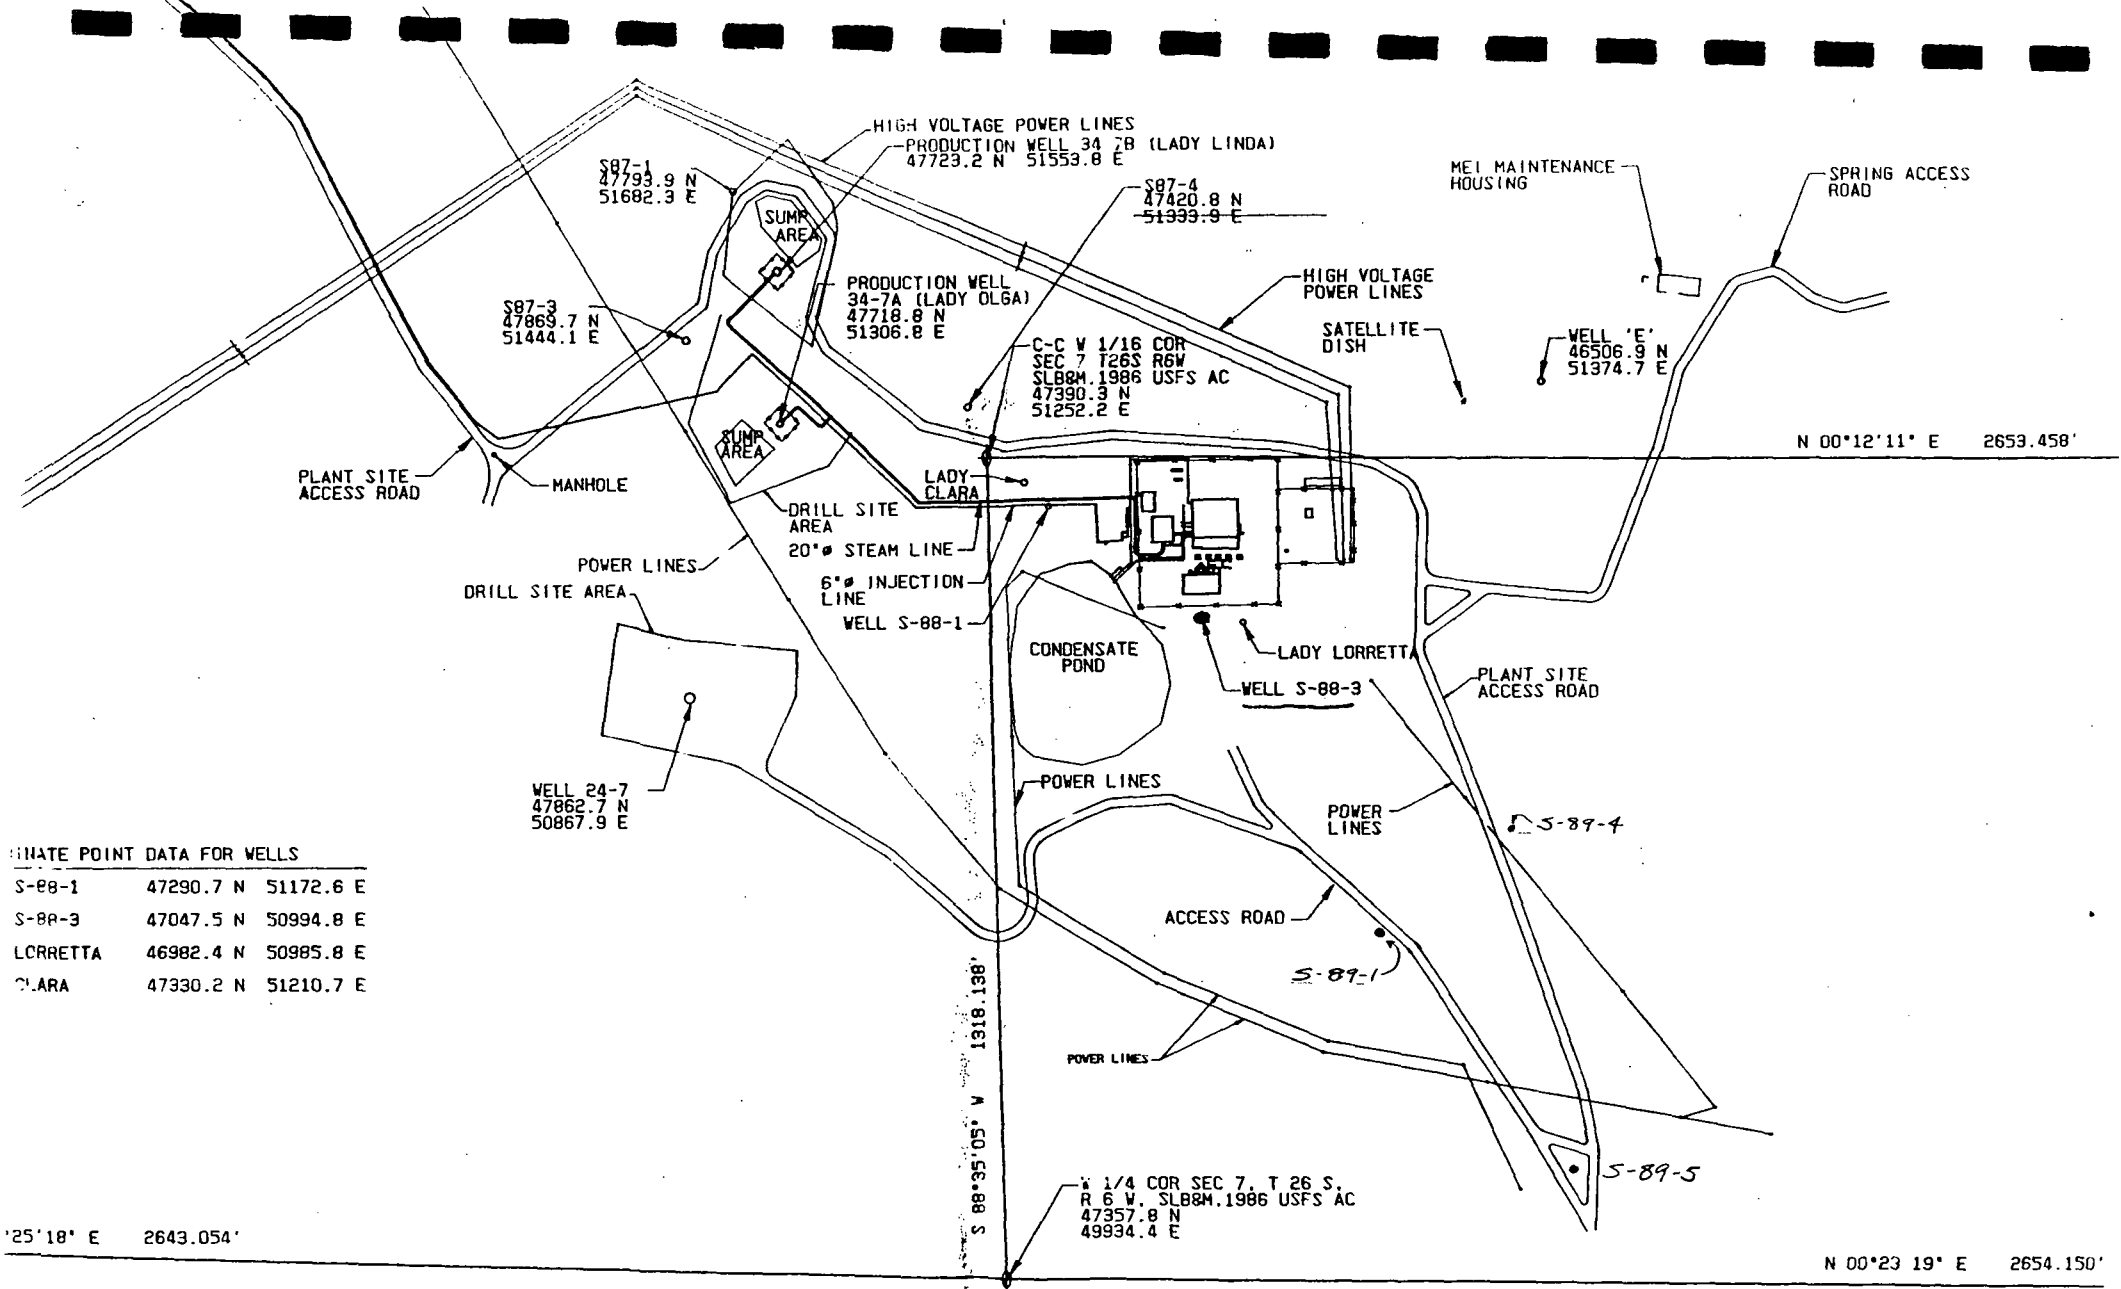 HIGH VOLTAGE POWER LINES
PRODUCTION WELL 34 7B (LADY LINDA)
47723.2 N 51553.8 E
S87-1
47793.9 N
51682.3 E
S87-4
47420.8 N
51333.9 E
MEI MAINTENANCE
HOUSING
SPRING ACCESS
ROAD
SUMP
AREA
PRODUCTION WELL
34-7A (LADY OLGA)
47718.8 N
51306.8 E
HIGH VOLTAGE
POWER LINES
S87-3
47869.7 N
51444.1 E
C-C W 1/16 COR
SEC 7 T26S R6W
SLB&M.1986 USFS AC
47390.3 N
51252.2 E
SATELLITE
DISH
WELL 'E'
46506.9 N
51374.7 E
SUMP
AREA
N 00°12'11" E 2653.458'
PLANT SITE
ACCESS ROAD
MANHOLE
LADY
CLARA
DRILL SITE
AREA
20"ø STEAM LINE
POWER LINES
6"ø INJECTION
LINE
DRILL SITE AREA
WELL S-88-1
CONDENSATE
POND
LADY LORRETTA
WELL S-88-3
PLANT SITE
ACCESS ROAD
WELL 24-7
47862.7 N
50867.9 E
POWER LINES
POWER
LINES
S-89-4
INATE POINT DATA FOR WELLS
S-88-1 47290.7 N 51172.6 E
S-88-3 47047.5 N 50994.8 E
LORRETTA 46982.4 N 50985.8 E
CLARA 47330.2 N 51210.7 E
ACCESS ROAD
S-89-1
S 88°35'05" W 1318.138'
POWER LINES
S-89-5
W 1/4 COR SEC 7, T 26 S,
R 6 W, SLB&M.1986 USFS AC
47357.8 N
49934.4 E
'25'18" E 2643.054'
N 00°23 19" E 2654.150'